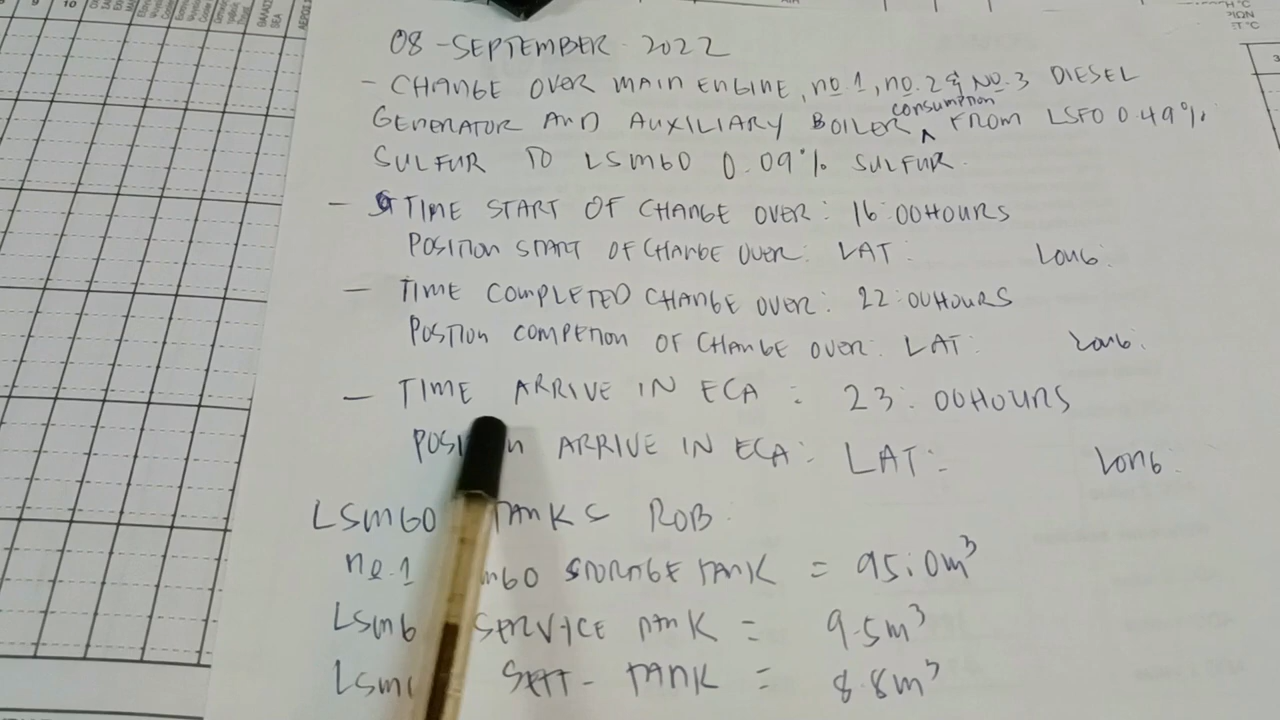 08-SEPTEMBER 2022
- CHANGE OVER MAIN ENGINE, no.1, no.2 & No.3 DIESEL
GENERATOR AND AUXILIARY BOILER consumption FROM LSFO 0.49%
SULFUR TO LSMGO 0.09% SULFUR.
- TIME START OF CHANGE OVER: 16:00HOURS
POSITION START OF CHANGE OVER: LAT: LONG:
- TIME COMPLETED CHANGE OVER: 22:00HOURS
POSITION COMPETION OF CHANGE OVER: LAT: LONG:
- TIME ARRIVE IN ECA: 23:00HOURS
ARRIVE IN ECA: LAT: LONG:
LSMGO TANKS ROB.
no.1 STORAGE TANK = 95.0m³
SERVICE TANK = 9.5m³
SETT- TANK = 8.8m³
10